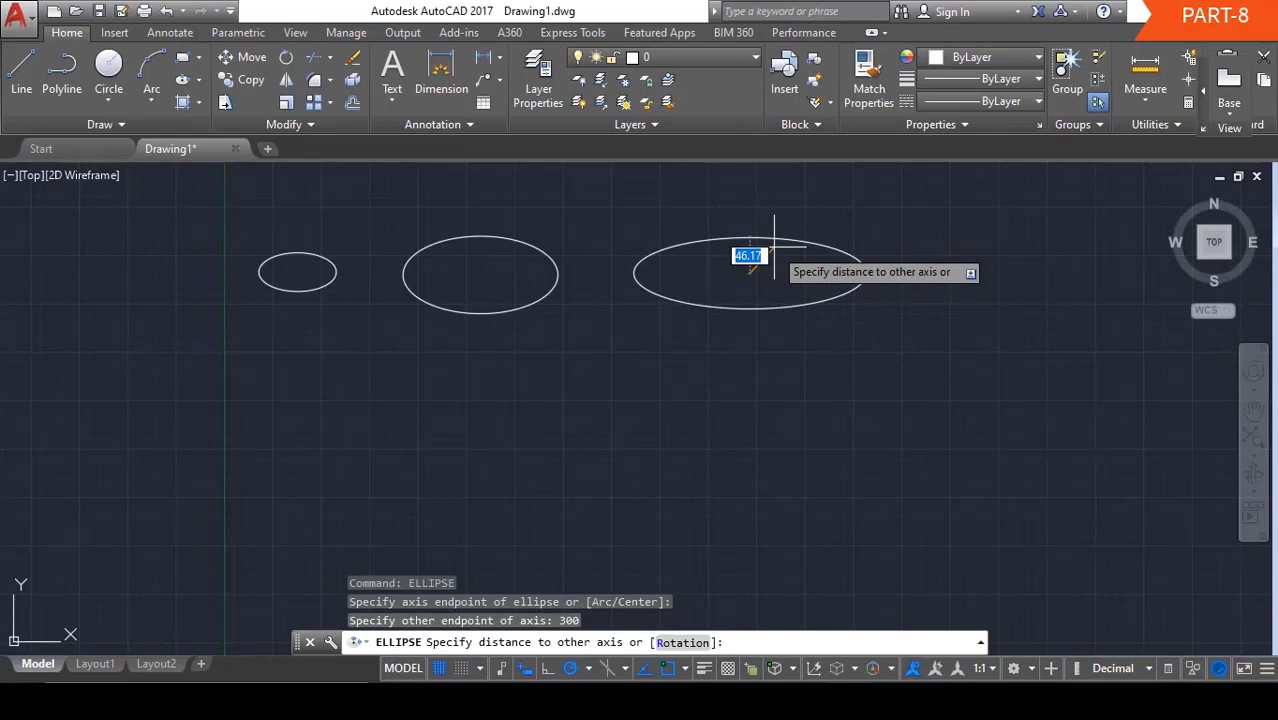 Autodesk AutoCAD 2017 Drawing1.dwg
Type a keyword or phrase
Sign In
PART-8
Home Insert Annotate Parametric View Manage Output Add-ins A360 Express Tools Featured Apps BIM 360 Performance
Line Polyline Circle Arc
Move
Copy
Text Dimension
Layer
Properties
0
Insert
Match
Properties
ByLayer
ByLayer
ByLayer
Group
Measure
Base
Draw Modify Annotation Layers Block Properties Groups Utilities View
Start Drawing1*
[−][Top][2D Wireframe]
N
W TOP E
S
WCS
46.17
Specify distance to other axis or
Y
X
Command: ELLIPSE
Specify axis endpoint of ellipse or [Arc/Center]:
Specify other endpoint of axis: 300
ELLIPSE Specify distance to other axis or [Rotation]:
Model Layout1 Layout2 +
MODEL 1:1 Decimal